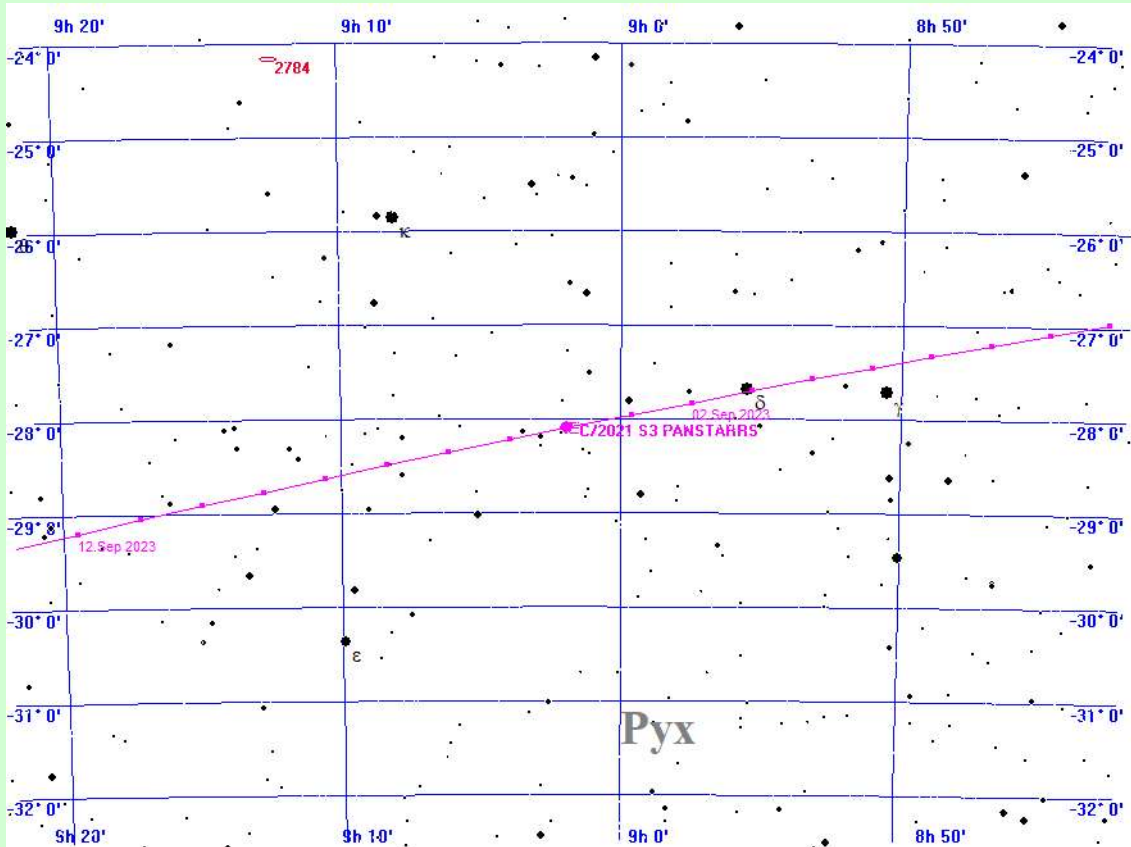 9h 20' 9h 10' 9h 6' 8h 50'
-24° 0' -24° 0'
2784
-25° 0' -25° 0'
κ
-26° 0' -26° 0'
-27° 0' -27° 0'
δ γ
02.Sep 2023
-28° 0' C/2021 S3 PANSTARRS -28° 0'
-29° 8' -29° 0'
12.Sep 2023
-30° 0' -30° 0'
ε
-31° 0' Pyx -31° 0'
-32° 0' -32° 0'
9h 20' 9h 10' 9h 0' 8h 50'